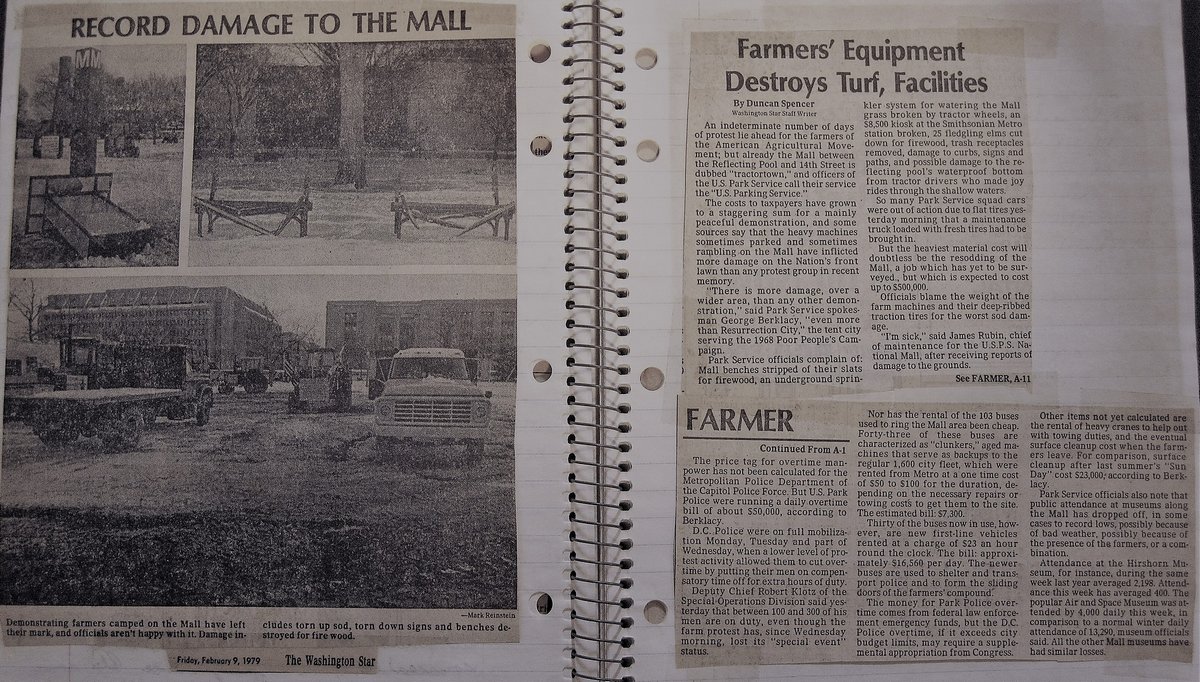 RECORD DAMAGE TO THE MALL
M
—Mark Reinstein
Demonstrating farmers camped on the Mall have left
their mark, and officials aren't happy with it. Damage in-
cludes torn up sod, torn down signs and benches de-
stroyed for fire wood.
Friday, February 9, 1979 The Washington Star
the
Farmers' Equipment
Destroys Turf, Facilities
By Duncan Spencer
Washington Star Staff Writer
An indeterminate number of days
of protest lie ahead for the farmers of
the American Agricultural Move-
ment; but already the Mall between
the Reflecting Pool and 14th Street is
dubbed "tractortown," and officers of
the U.S. Park Service call their service
the "U.S. Parking Service."
The costs to taxpayers have grown
to a staggering sum for a mainly
peaceful demonstration, and some
sources say that the heavy machines
sometimes parked and sometimes
rambling on the Mall have inflicted
more damage on the Nation's front
lawn than any protest group in recent
memory.
"There is more damage, over a
wider area, than any other demon-
stration," said Park Service spokes-
man George Berklacy, "even more
than Resurrection City," the tent city
serving the 1968 Poor People's Cam-
paign.
Park Service officials complain of:
Mall benches stripped of their slats
for firewood, an underground sprin-
kler system for watering the Mall
grass broken by tractor wheels, an
$8,500 kiosk at the Smithsonian Metro
station broken, 25 fledgling elms cut
down for firewood, trash receptacles
removed, damage to curbs, signs and
paths, and possible damage to the re-
flecting pool's waterproof bottom
from tractor drivers who made joy
rides through the shallow waters.
So many Park Service squad cars
were out of action due to flat tires yes-
terday morning that a maintenance
truck loaded with fresh tires had to be
brought in.
But the heaviest material cost will
doubtless be the resodding of the
Mall, a job which has yet to be sur-
veyed, but which is expected to cost
up to $500,000.
Officials blame the weight of the
farm machines and their deep-ribbed
traction tires for the worst sod dam-
age.
"I'm sick," said James Rubin, chief
of maintenance for the U.S.P.S. Na-
tional Mall, after receiving reports of
damage to the grounds.
See FARMER, A-11
FARMER
Continued From A-1
The price tag for overtime man-
power has not been calculated for the
Metropolitan Police Department of
the Capitol Police Force. But U.S. Park
Police were running a daily overtime
bill of about $50,000, according to
Berklacy.
D.C. Police were on full mobiliza-
tion Monday, Tuesday and part of
Wednesday, when a lower level of pro-
test activity allowed them to cut over-
time by putting their men on compen-
satory time off for extra hours of duty.
Deputy Chief Robert Klotz of the
Special Operations Division said yes-
terday that between 100 and 300 of his
men are on duty, even though the
farm protest has, since Wednesday
morning, lost its "special event"
status.
Nor has the rental of the 103 buses
used to ring the Mall area been cheap.
Forty-three of these buses are
characterized as "clunkers," aged ma-
chines that serve as backups to the
regular 1,600 city fleet, which were
rented from Metro at a one time cost
of $50 to $100 for the duration, de-
pending on the necessary repairs or
towing costs to get them to the site.
The estimated bill: $7,300.
Thirty of the buses now in use, how-
ever, are new first-line vehicles
rented at a charge of $23 an hour
round the clock. The bill: approxi-
mately $16,560 per day. The newer
buses are used to shelter and trans-
port police and to form the sliding
doors of the farmers' compound.
The money for Park Police over-
time comes from federal law enforce-
ment emergency funds, but the D.C.
Police overtime, if it exceeds city
budget limits, may require a supple-
mental appropriation from Congress.
Other items not yet calculated are
the rental of heavy cranes to help out
with towing duties, and the eventual
surface cleanup cost when the farm-
ers leave. For comparison, surface
cleanup after last summer's "Sun
Day" cost $23,000, according to Berk-
lacy.
Park Service officials also note that
public attendance at museums along
the Mall has dropped off, in some
cases to record lows, possibly because
of bad weather, possibly because of
the presence of the farmers, or a com-
bination.
Attendance at the Hirshorn Mu-
seum, for instance, during the same
week last year averaged 2,198. Attend-
ance this week has averaged 400. The
popular Air and Space Museum was at-
tended by 4,000 daily this week, in
comparison to a normal winter daily
attendance of 13,290, museum officials
said. All the other Mall museums have
had similar losses.